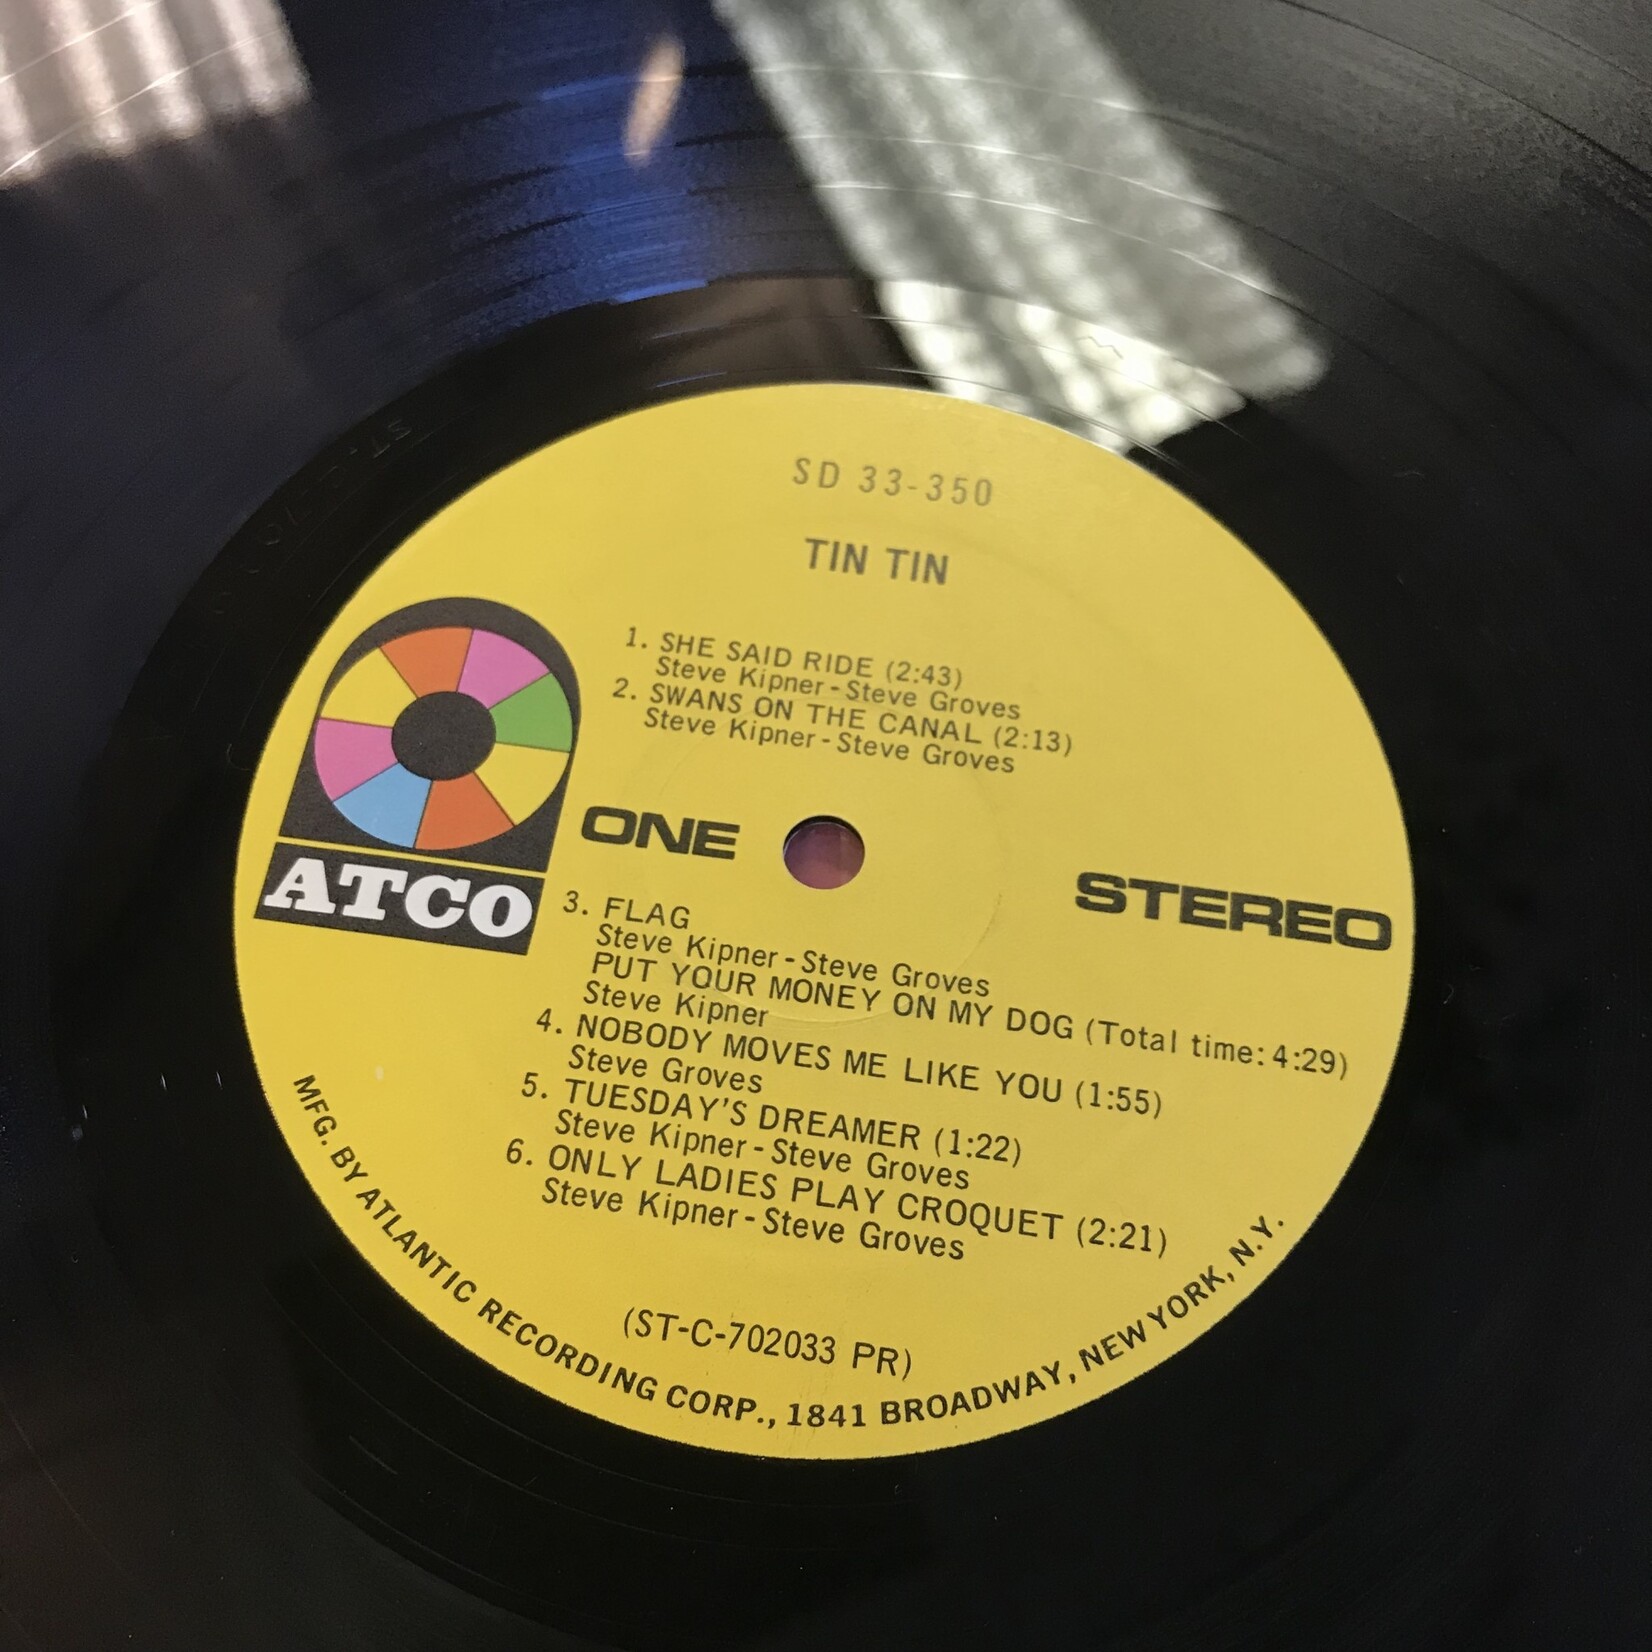 SD 33-350
TIN TIN
1. SHE SAID RIDE (2:43)
Steve Kipner-Steve Groves
2. SWANS ON THE CANAL (2:13)
Steve Kipner-Steve Groves
ONE
STEREO
ATCO
3. FLAG
Steve Kipner-Steve Groves
PUT YOUR MONEY ON MY DOG (Total time: 4:29)
Steve Kipner
4. NOBODY MOVES ME LIKE YOU (1:55)
Steve Groves
5. TUESDAY'S DREAMER (1:22)
Steve Kipner-Steve Groves
6. ONLY LADIES PLAY CROQUET (2:21)
Steve Kipner-Steve Groves
(ST-C-702033 PR)
MFG. BY ATLANTIC RECORDING CORP., 1841 BROADWAY, NEW YORK, N.Y.